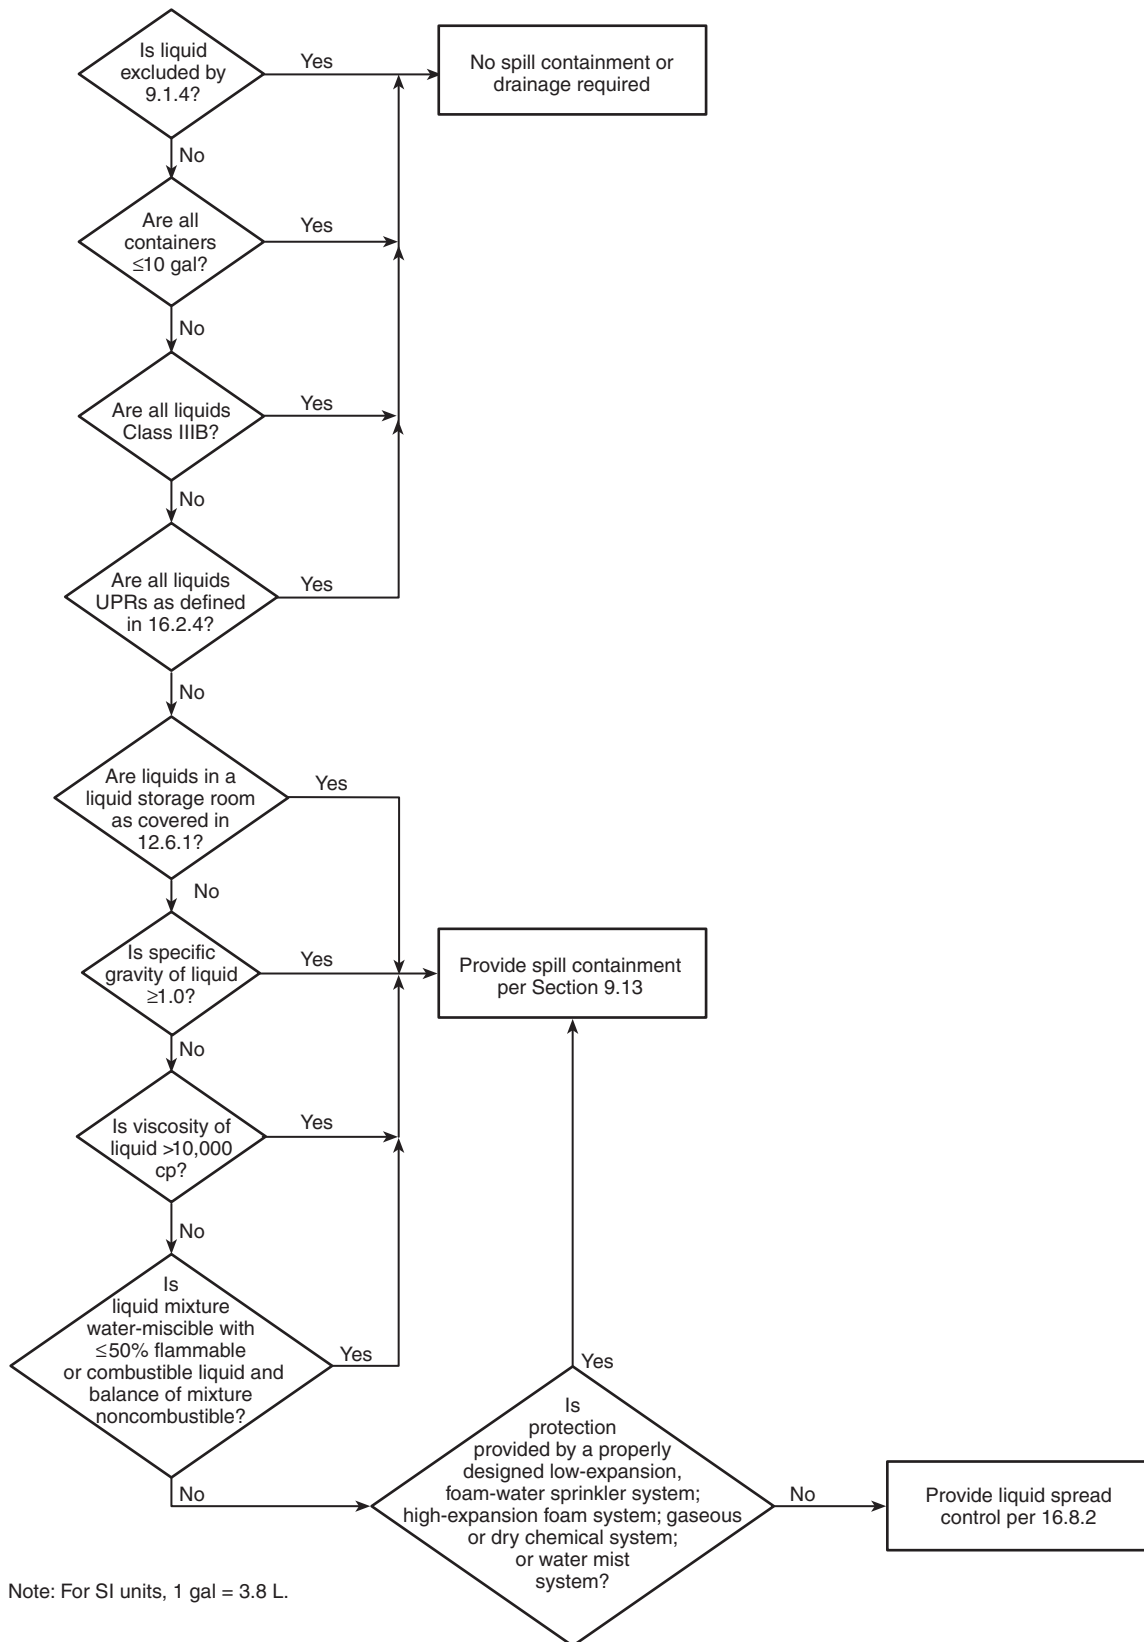 Is liquid
excluded by
9.1.4?
Yes
No spill containment or
drainage required
No
Are all
containers
≤10 gal?
Yes
No
Are all liquids
Class IIIB?
Yes
No
Are all liquids
UPRs as defined
in 16.2.4?
Yes
No
Are liquids in a
liquid storage room
as covered in
12.6.1?
Yes
No
Is specific
gravity of liquid
≥1.0?
Yes
Provide spill containment
per Section 9.13
No
Is viscosity of
liquid >10,000
cp?
Yes
No
Is
liquid mixture
water-miscible with
≤50% flammable
or combustible liquid and
balance of mixture
noncombustible?
Yes
No
Is
protection
provided by a properly
designed low-expansion,
foam-water sprinkler system;
high-expansion foam system; gaseous
or dry chemical system;
or water mist
system?
Yes
No
Provide liquid spread
control per 16.8.2
Note: For SI units, 1 gal = 3.8 L.